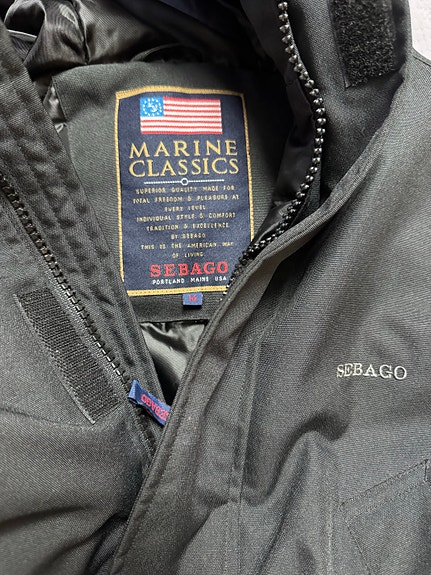 MARINE
CLASSICS
SUPERIOR QUALITY MADE FOR
TOTAL FREEDOM & PLEASURE AT
EVERY LEVEL
INDIVIDUAL STYLE & COMFORT
TRADITION & EXCELLENCE
BY SEBAGO
THIS IS THE AMERICAN WAY
OF LIVING.
SEBAGO
PORTLAND MAINE USA
SEBAGO
SEBAGO